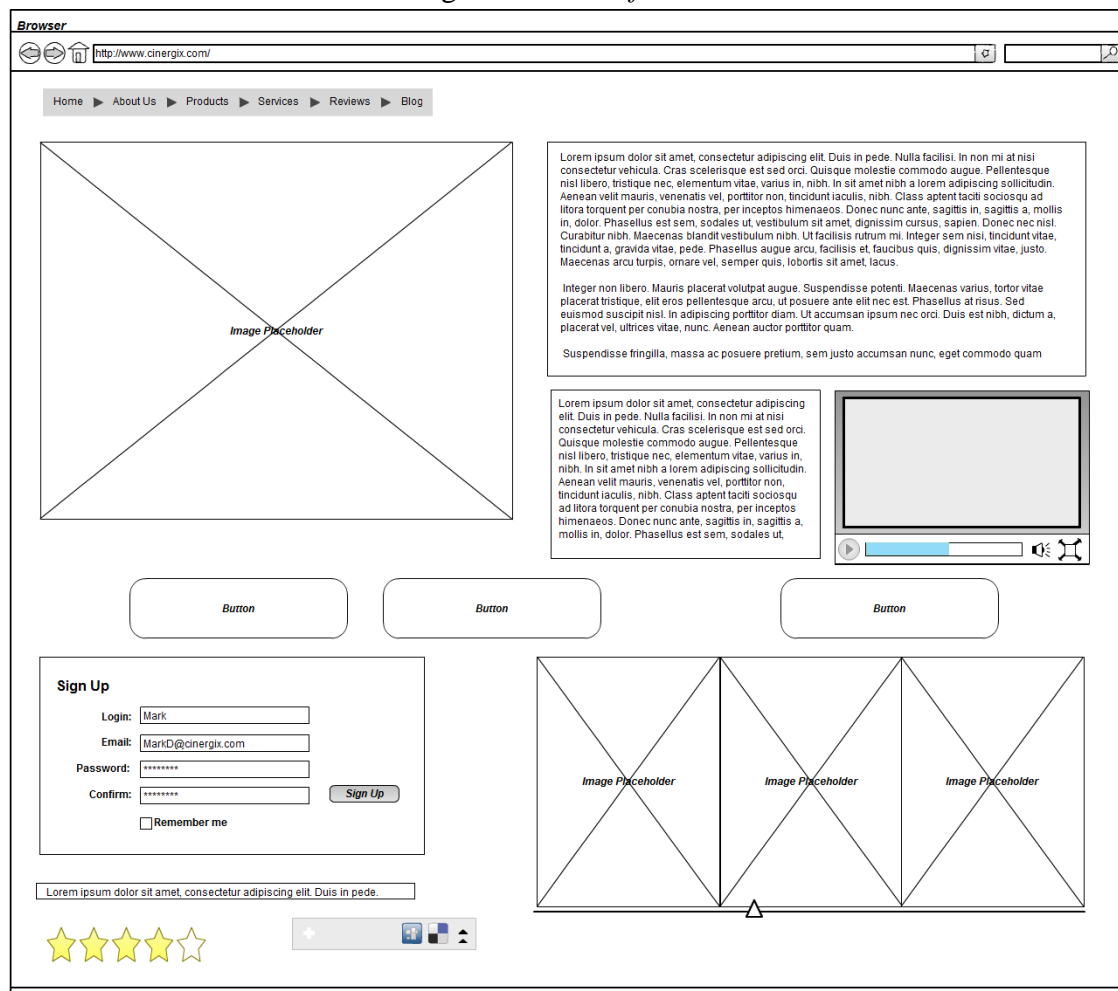 Browser
http://www.cinergix.com/
Home About Us Products Services Reviews Blog
Image Placeholder
Lorem ipsum dolor sit amet, consectetur adipiscing elit. Duis in pede. Nulla facilisi. In non mi at nisi
consectetur vehicula. Cras scelerisque est sed orci. Quisque molestie commodo augue. Pellentesque
nisl libero, tristique nec, elementum vitae, varius in, nibh. In sit amet nibh a lorem adipiscing sollicitudin.
Aenean velit mauris, venenatis vel, porttitor non, tincidunt iaculis, nibh. Class aptent taciti sociosqu ad
litora torquent per conubia nostra, per inceptos himenaeos. Donec nunc ante, sagittis in, sagittis a, mollis
in, dolor. Phasellus est sem, sodales ut, vestibulum sit amet, dignissim cursus, sapien. Donec nec nisl.
Curabitur nibh. Maecenas blandit vestibulum nibh. Ut facilisis rutrum mi. Integer sem nisi, tincidunt vitae,
tincidunt a, gravida vitae, pede. Phasellus augue arcu, facilisis et, faucibus quis, dignissim vitae, justo.
Maecenas arcu turpis, ornare vel, semper quis, lobortis sit amet, lacus.
Integer non libero. Mauris placerat volutpat augue. Suspendisse potenti. Maecenas varius, tortor vitae
placerat tristique, elit eros pellentesque arcu, ut posuere ante elit nec est. Phasellus at risus. Sed
euismod suscipit nisl. In adipiscing porttitor diam. Ut accumsan ipsum nec orci. Duis est nibh, dictum a,
placerat vel, ultrices vitae, nunc. Aenean auctor porttitor quam.
Suspendisse fringilla, massa ac posuere pretium, sem justo accumsan nunc, eget commodo quam
Lorem ipsum dolor sit amet, consectetur adipiscing
elit. Duis in pede. Nulla facilisi. In non mi at nisi
consectetur vehicula. Cras scelerisque est sed orci.
Quisque molestie commodo augue. Pellentesque
nisl libero, tristique nec, elementum vitae, varius in,
nibh. In sit amet nibh a lorem adipiscing sollicitudin.
Aenean velit mauris, venenatis vel, porttitor non,
tincidunt iaculis, nibh. Class aptent taciti sociosqu
ad litora torquent per conubia nostra, per inceptos
himenaeos. Donec nunc ante, sagittis in, sagittis a,
mollis in, dolor. Phasellus est sem, sodales ut,
Button
Button
Button
Sign Up
Login: Mark
Email: MarkD@cinergix.com
Password: ********
Confirm: ********
Sign Up
Remember me
Image Placeholder
Image Placeholder
Image Placeholder
Lorem ipsum dolor sit amet, consectetur adipiscing elit. Duis in pede.